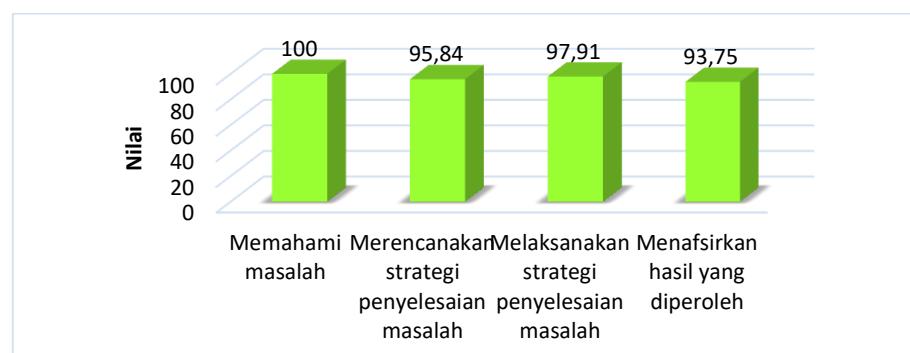 100
95,84
97,91
93,75
Nilai
100
80
60
40
20
0
Memahami
masalah
Merencanakan
strategi
penyelesaian
masalah
Melaksanakan
strategi
penyelesaian
masalah
Menafsirkan
hasil yang
diperoleh